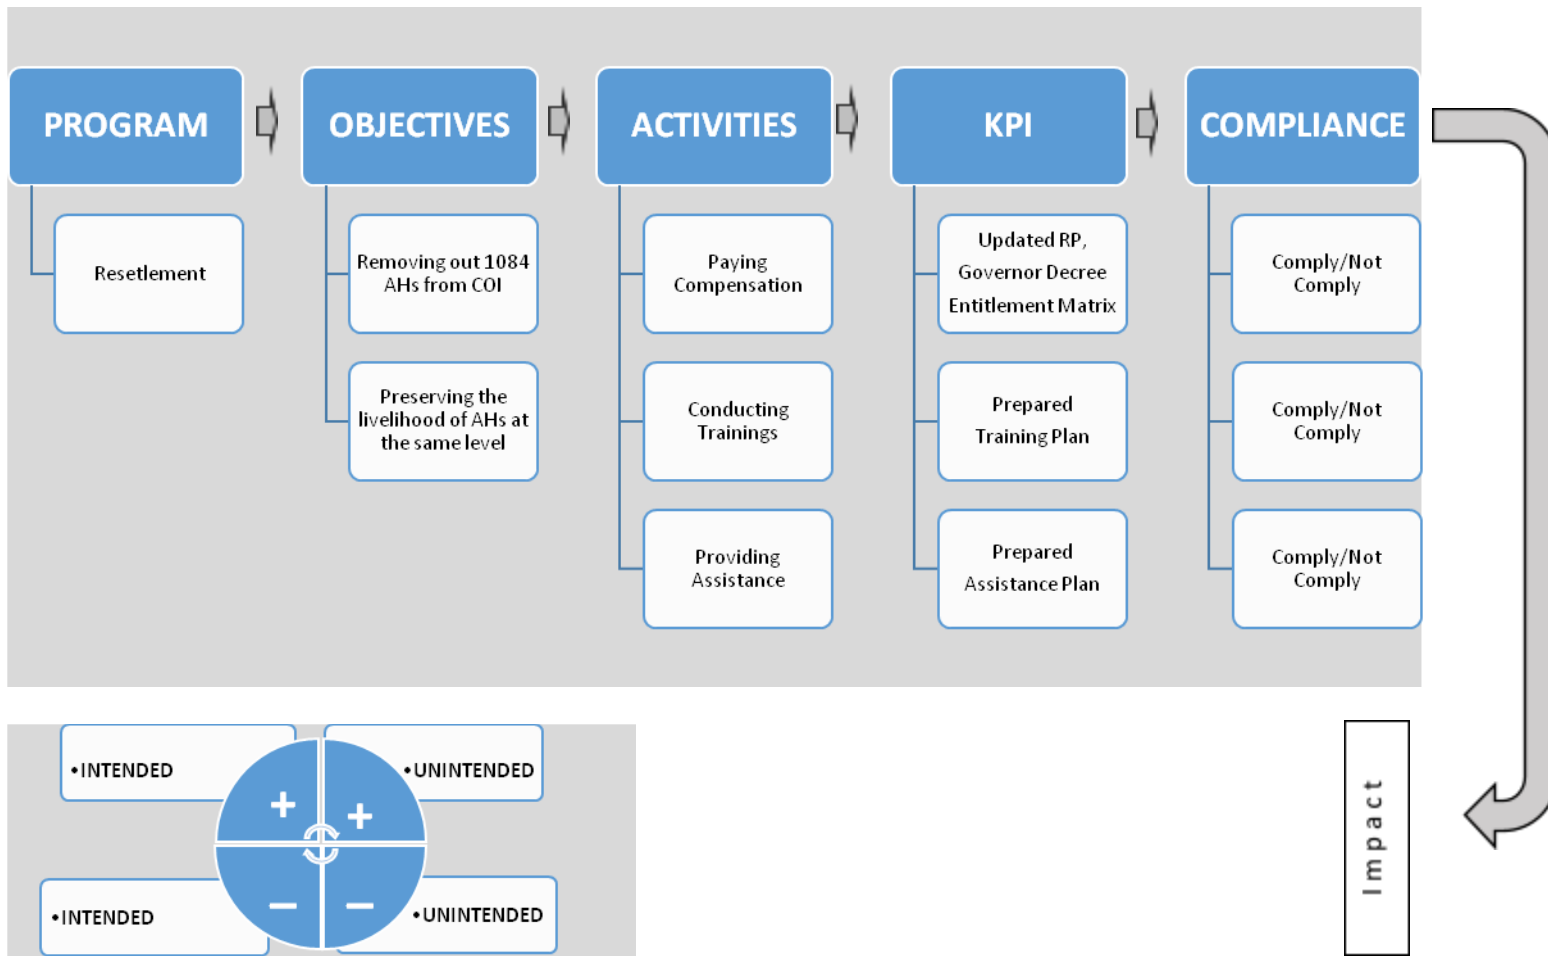 PROGRAM
OBJECTIVES
ACTIVITIES
KPI
COMPLIANCE
Resetlement
Removing out 1084
AHs from COI
Preserving the
livelihood of AHs at
the same level
Paying
Compensation
Conducting
Trainings
Providing
Assistance
Updated RP,
Governor Decree
Entitlement Matrix
Prepared
Training Plan
Prepared
Assistance Plan
Comply/Not
Comply
Comply/Not
Comply
Comply/Not
Comply
Impact
•INTENDED
•UNINTENDED
+
+
•INTENDED
•UNINTENDED
−
−